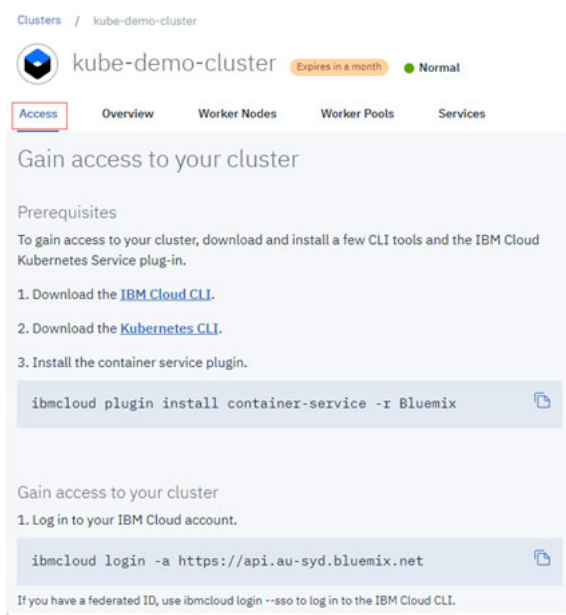 Clusters / kube-demo-cluster
kube-demo-cluster Expires in a month Normal
Access Overview Worker Nodes Worker Pools Services
Gain access to your cluster
Prerequisites
To gain access to your cluster, download and install a few CLI tools and the IBM Cloud
Kubernetes Service plug-in.
1. Download the IBM Cloud CLI.
2. Download the Kubernetes CLI.
3. Install the container service plugin.
ibmcloud plugin install container-service -r Bluemix
Gain access to your cluster
1. Log in to your IBM Cloud account.
ibmcloud login -a https://api.au-syd.bluemix.net
If you have a federated ID, use ibmcloud login --sso to log in to the IBM Cloud CLI.